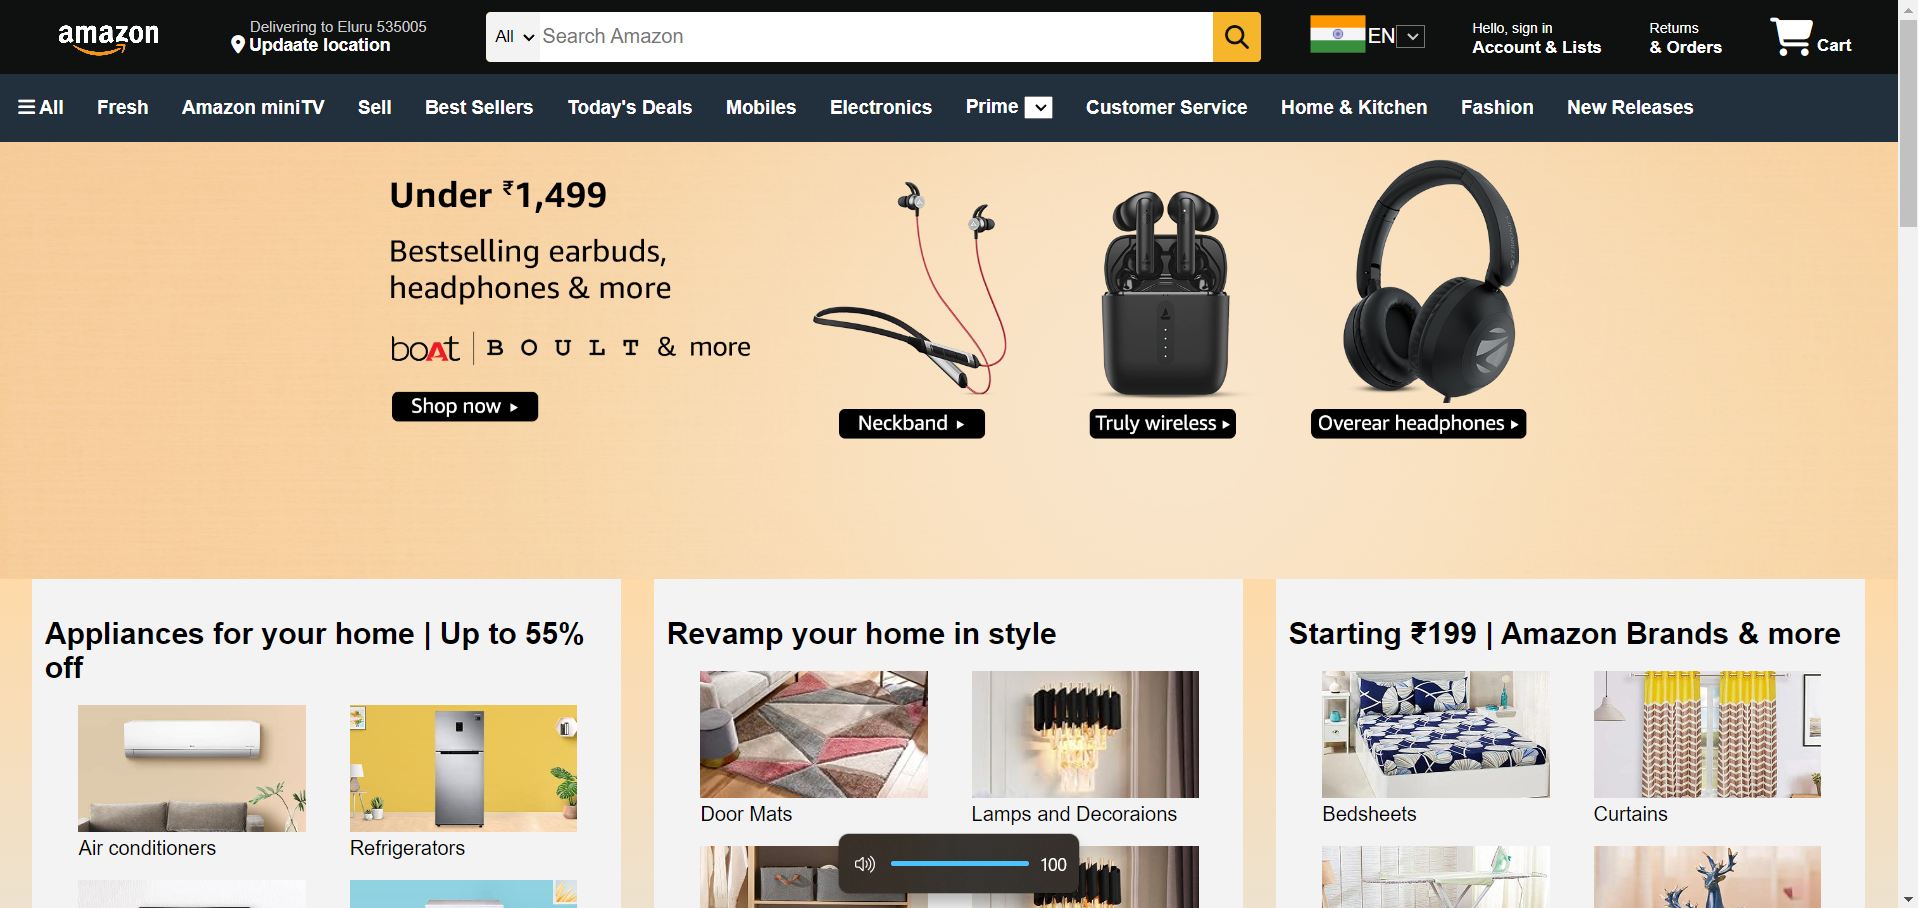 amazon
Delivering to Eluru 535005
Updaate location
All
Search Amazon
EN
Hello, sign in
Account & Lists
Returns
& Orders
Cart
All
Fresh
Amazon miniTV
Sell
Best Sellers
Today's Deals
Mobiles
Electronics
Prime
Customer Service
Home & Kitchen
Fashion
New Releases
Under ₹1,499
Bestselling earbuds,
headphones & more
boAt | BOULT & more
Shop now
Neckband
Truly wireless
Overear headphones
Appliances for your home | Up to 55%
off
Revamp your home in style
Starting ₹199 | Amazon Brands & more
Door Mats
Lamps and Decoraions
Bedsheets
Curtains
Air conditioners
Refrigerators
100